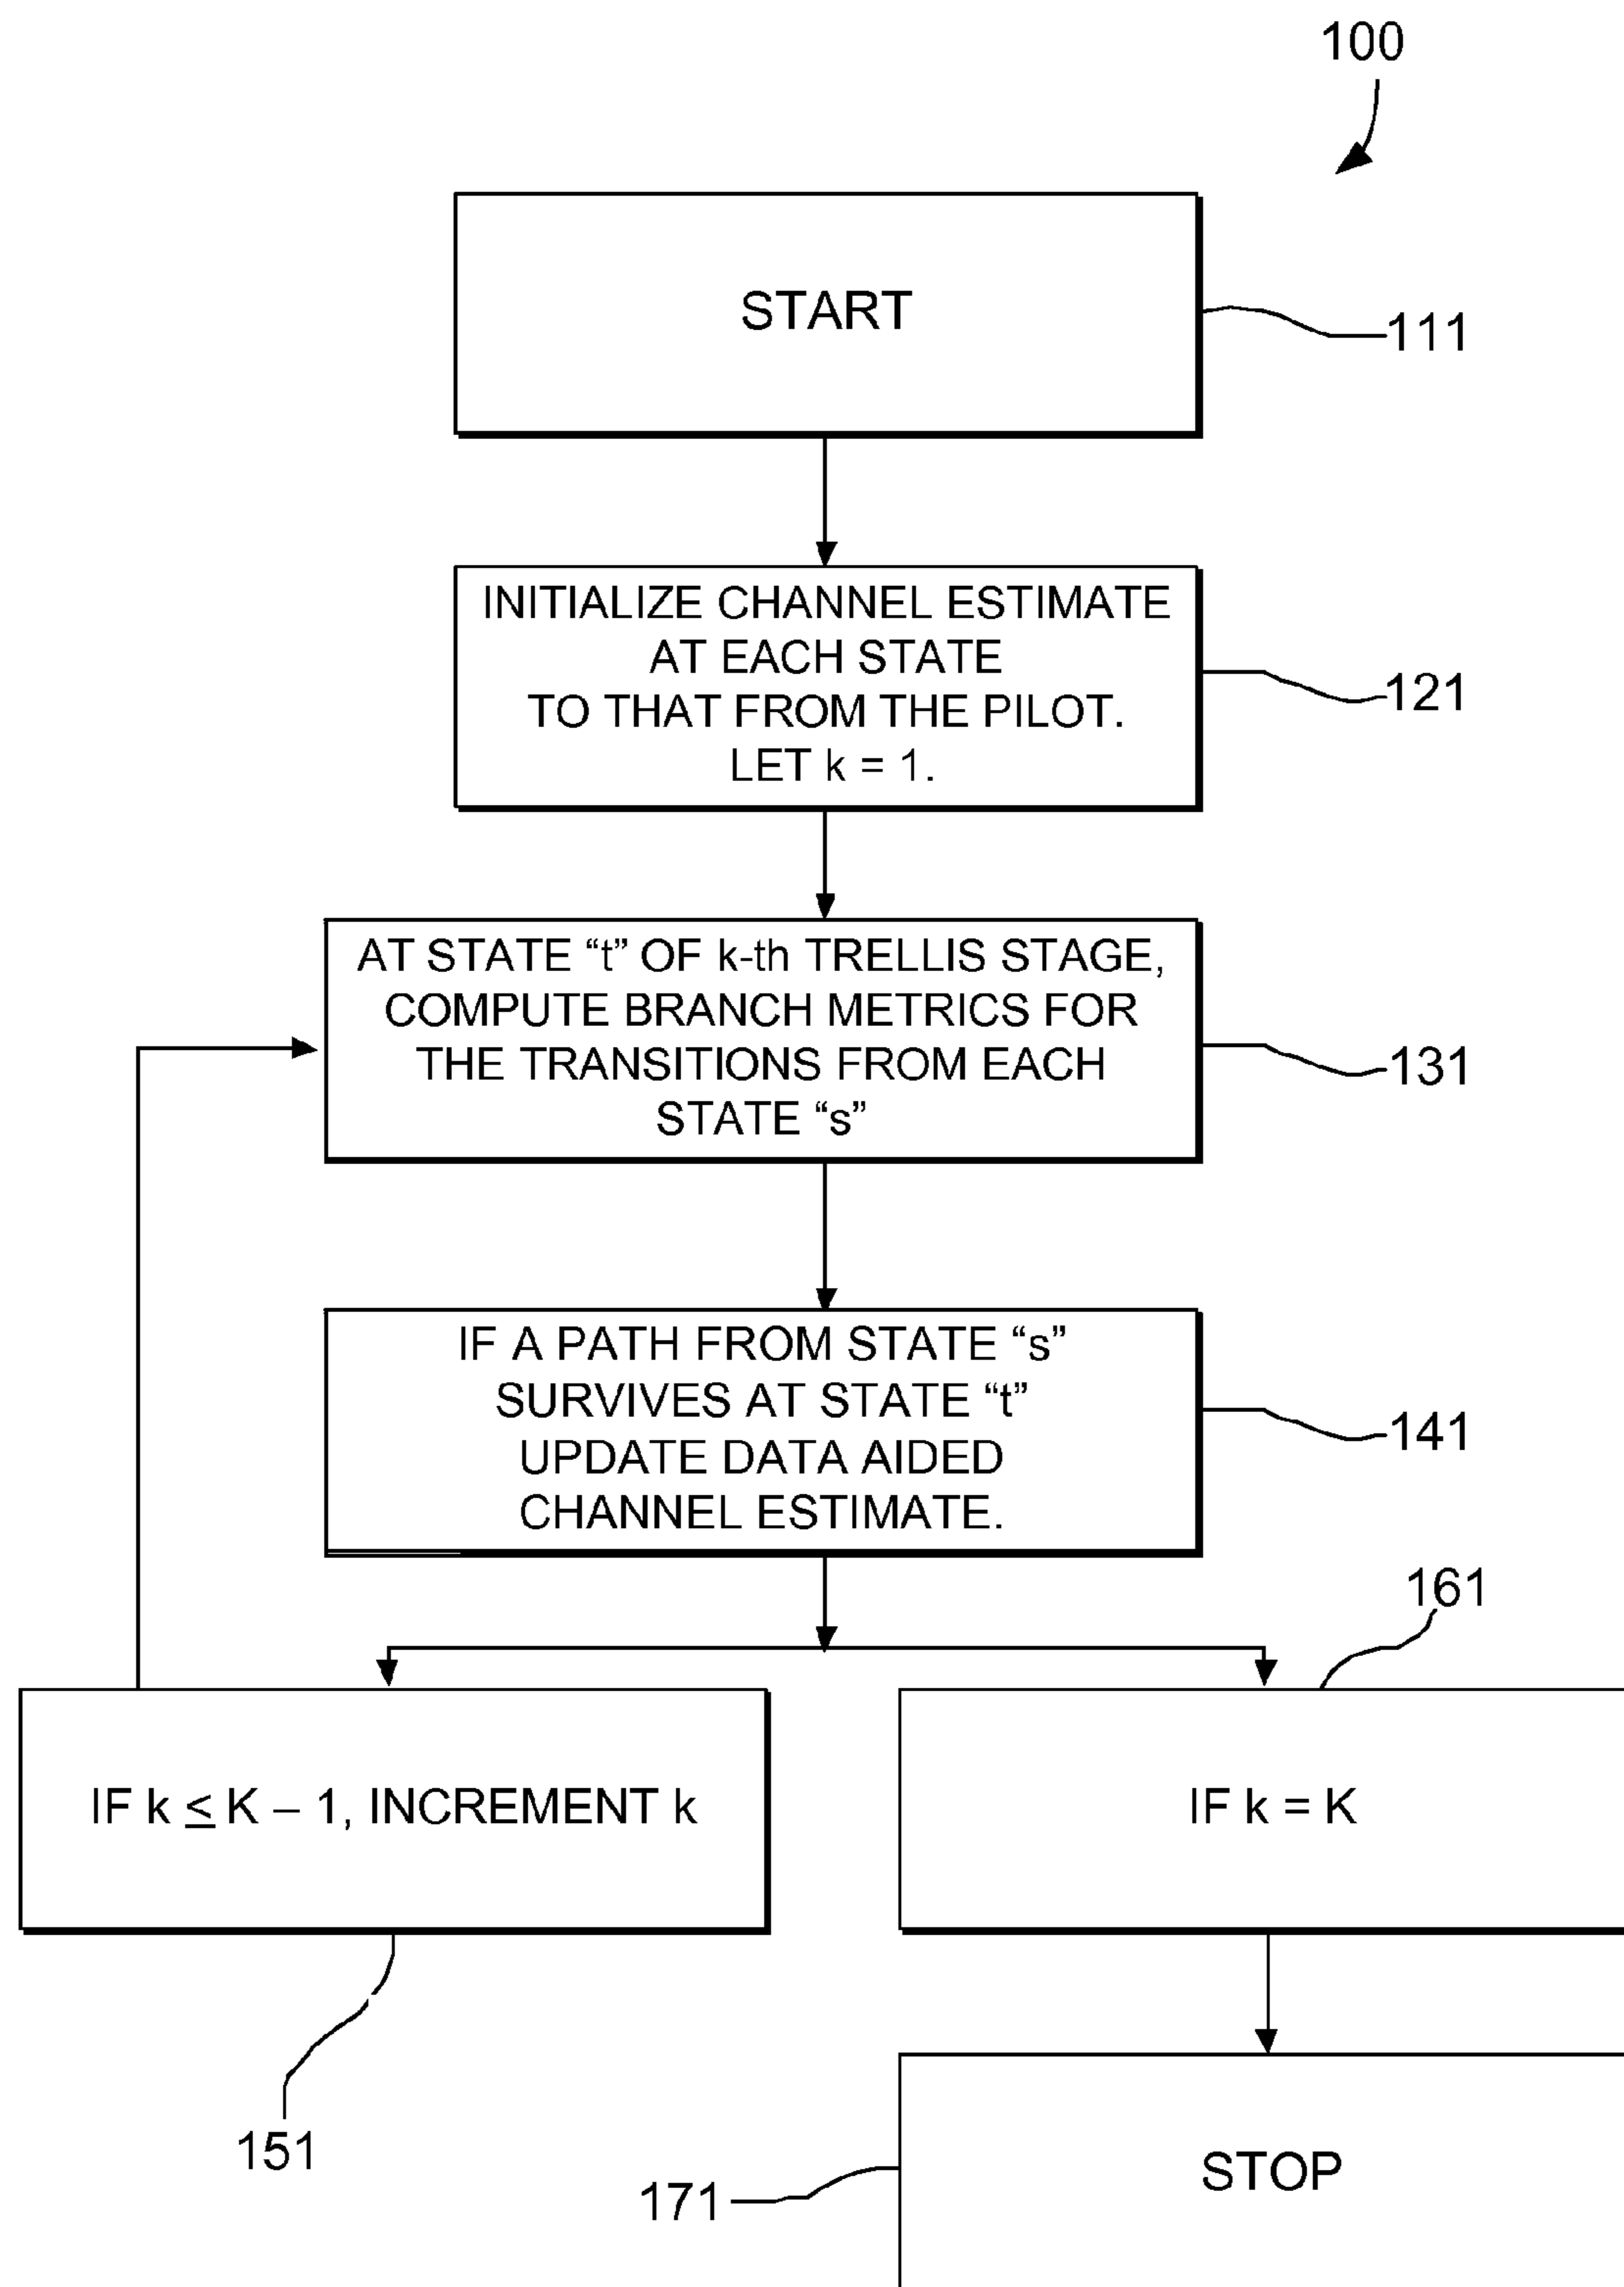 100
START
111
INITIALIZE CHANNEL ESTIMATE
AT EACH STATE
TO THAT FROM THE PILOT.
LET k = 1.
121
AT STATE “t” OF k-th TRELLIS STAGE,
COMPUTE BRANCH METRICS FOR
THE TRANSITIONS FROM EACH
STATE “s”
131
IF A PATH FROM STATE “s”
SURVIVES AT STATE “t”
UPDATE DATA AIDED
CHANNEL ESTIMATE.
141
161
IF k ≤ K – 1, INCREMENT k
IF k = K
151
STOP
171